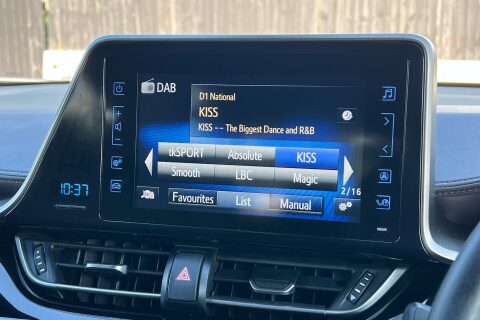 DAB
D1 National
KISS
KISS -- The Biggest Dance and R&B
tkSPORT Absolute KISS
Smooth LBC Magic
2/16
Favourites List Manual
10:37